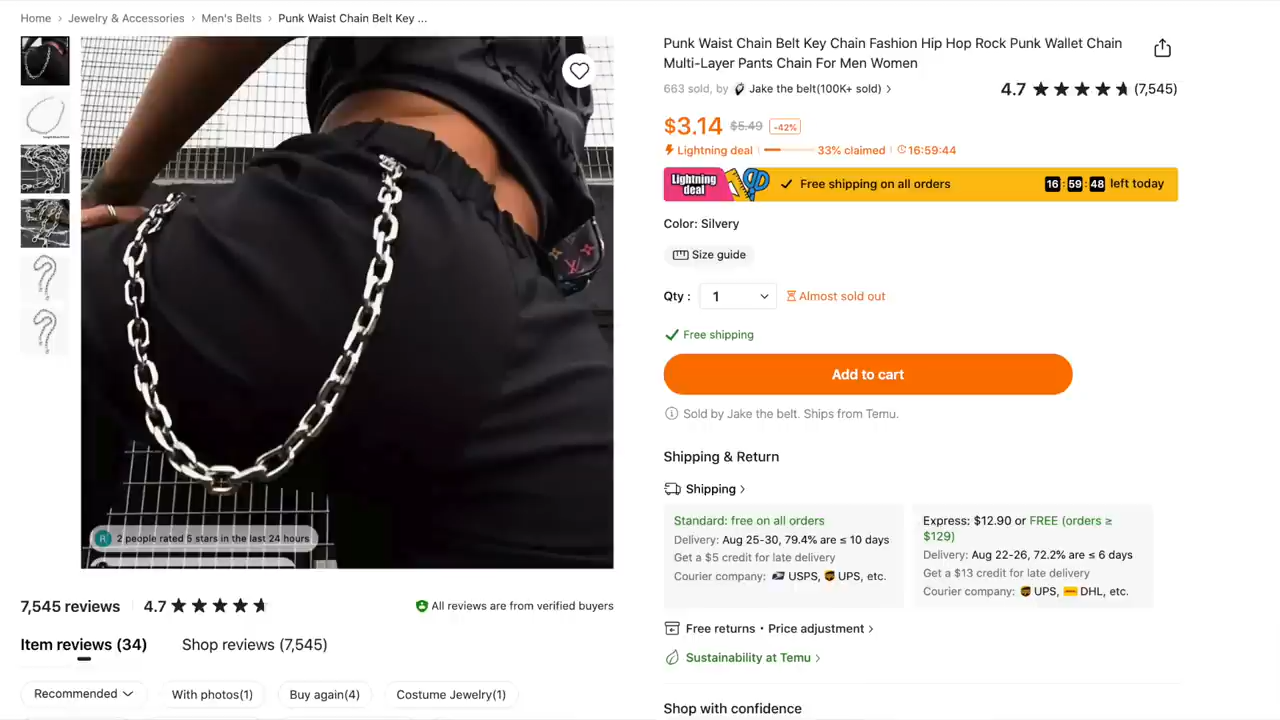 Home > Jewelry & Accessories > Men's Belts > Punk Waist Chain Belt Key ...
Punk Waist Chain Belt Key Chain Fashion Hip Hop Rock Punk Wallet Chain
Multi-Layer Pants Chain For Men Women
663 sold, by Jake the belt(100K+ sold) >
4.7 (7,545)
$3.14 $5.49 -42%
Lightning deal 33% claimed 16:59:44
Lightning deal Free shipping on all orders 16 : 59 : 48 left today
Color: Silvery
Size guide
Qty : 1 Almost sold out
Free shipping
Add to cart
Sold by Jake the belt. Ships from Temu.
Shipping & Return
Shipping >
Standard: free on all orders
Delivery: Aug 25-30, 79.4% are ≤ 10 days
Get a $5 credit for late delivery
Courier company: USPS, UPS, etc.
Express: $12.90 or FREE (orders ≥
$129)
Delivery: Aug 22-26, 72.2% are ≤ 6 days
Get a $13 credit for late delivery
Courier company: UPS, DHL, etc.
Free returns • Price adjustment >
Sustainability at Temu >
Shop with confidence
LV
R 2 people rated 5 stars in the last 24 hours
7,545 reviews 4.7
All reviews are from verified buyers
Item reviews (34) Shop reviews (7,545)
Recommended With photos(1) Buy again(4) Costume Jewelry(1)